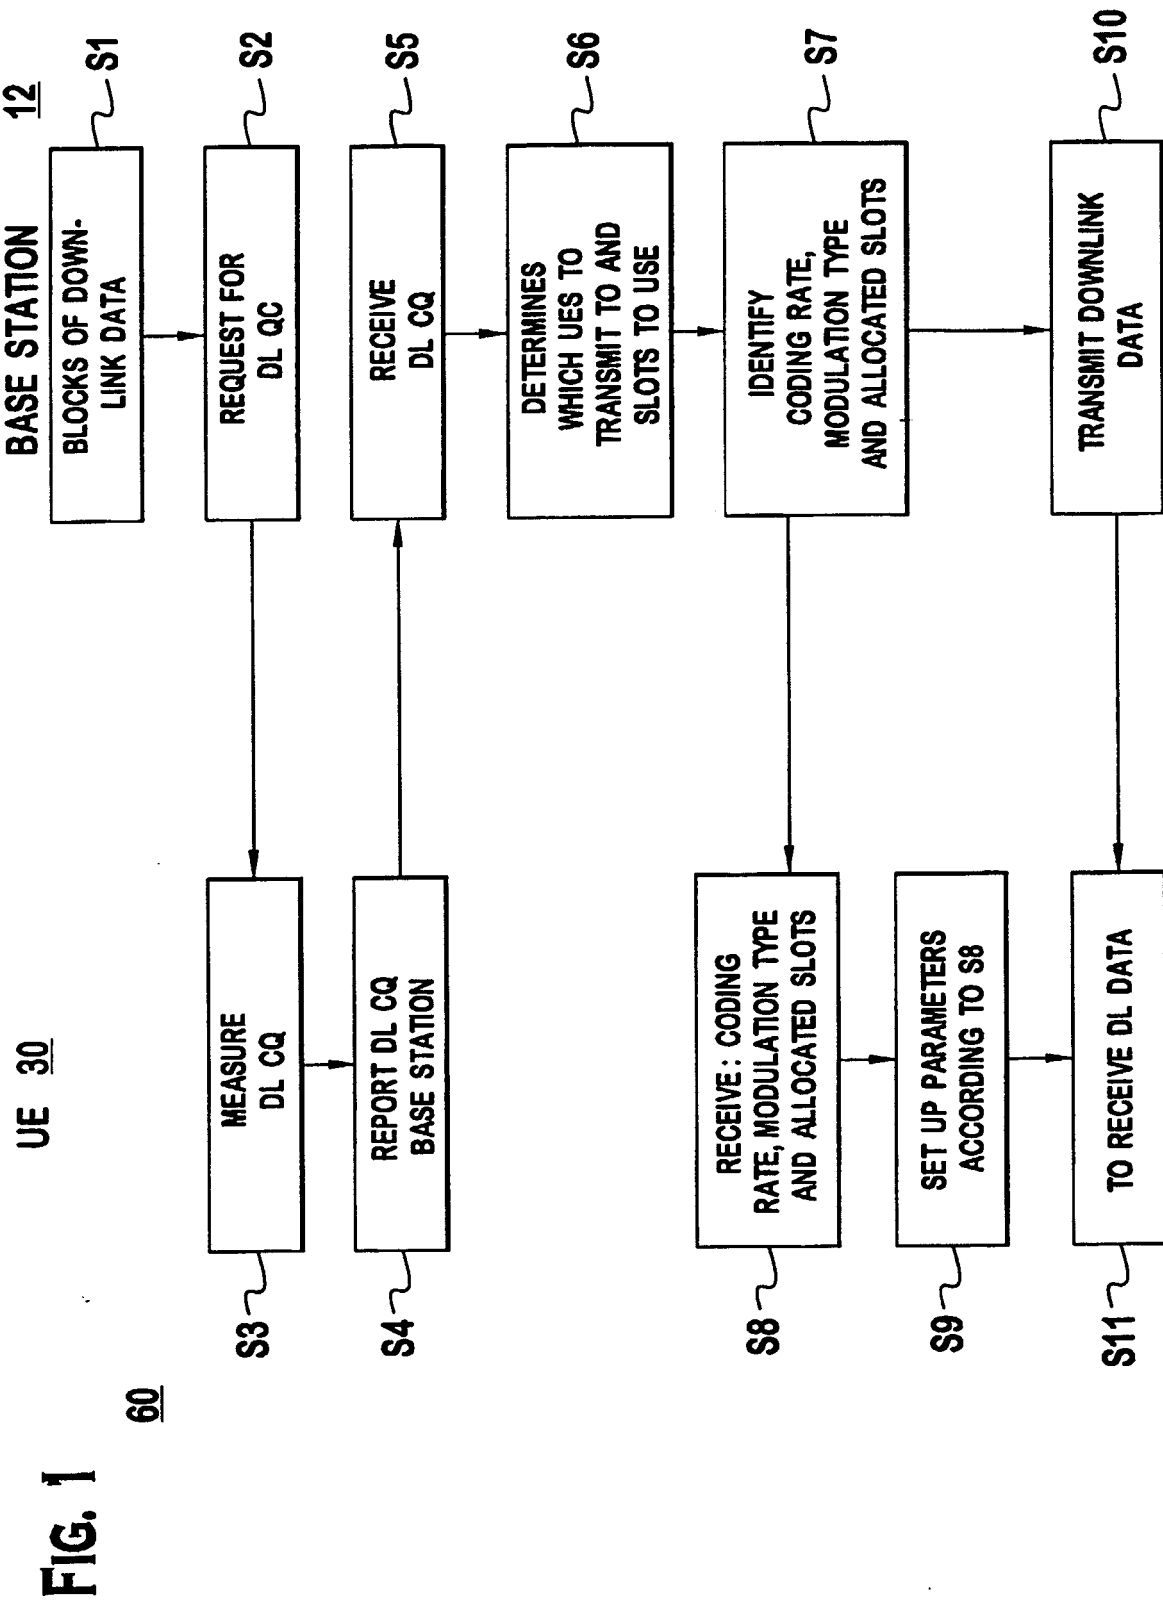 FIG. 1
60
UE 30
BASE STATION 12
BLOCKS OF DOWN-
LINK DATA
S1
REQUEST FOR
DL QC
S2
MEASURE
DL CQ
S3
REPORT DL CQ
BASE STATION
S4
RECEIVE
DL CQ
S5
DETERMINES
WHICH UES TO
TRANSMIT TO AND
SLOTS TO USE
S6
IDENTIFY
CODING RATE,
MODULATION TYPE
AND ALLOCATED SLOTS
S7
RECEIVE: CODING
RATE, MODULATION TYPE
AND ALLOCATED SLOTS
S8
SET UP PARAMETERS
ACCORDING TO S8
S9
TRANSMIT DOWNLINK
DATA
S10
TO RECEIVE DL DATA
S11